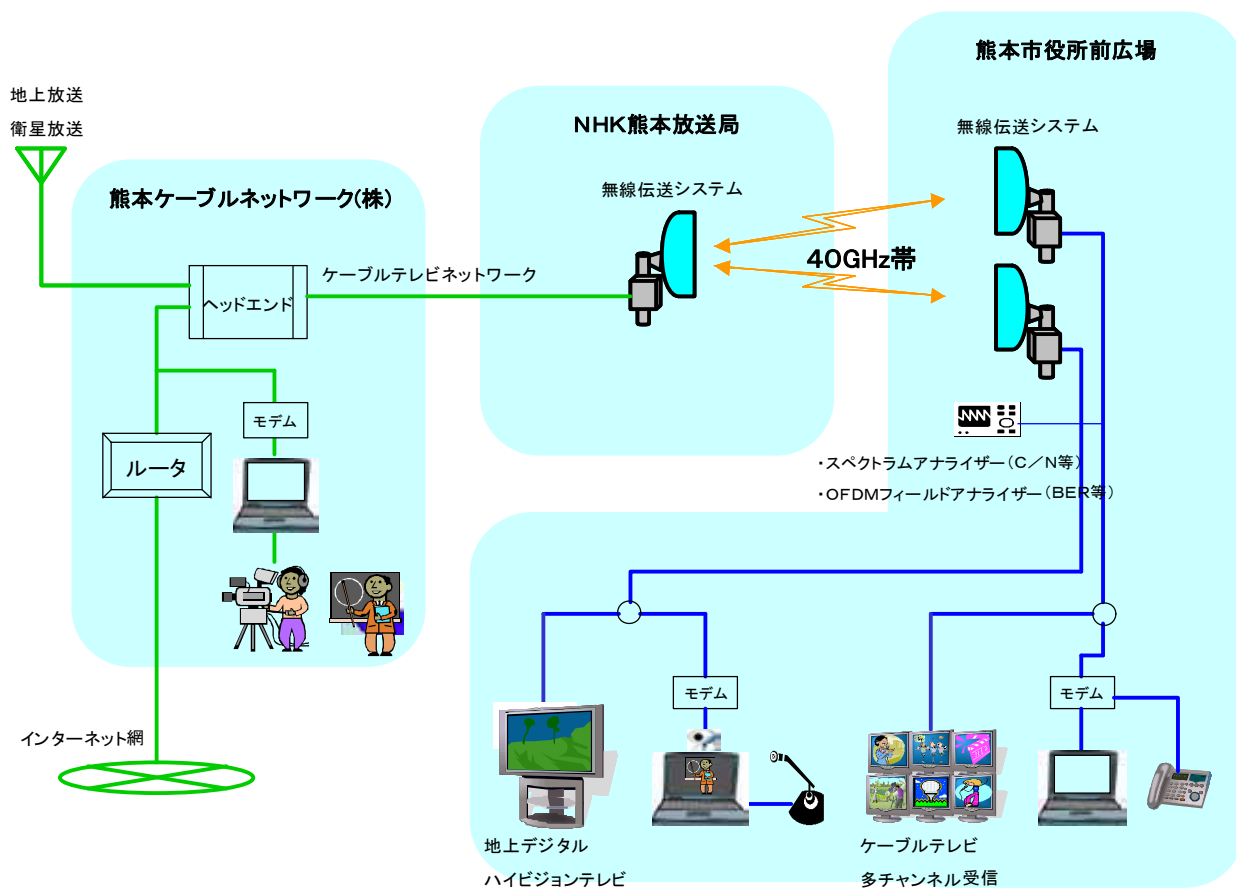 熊本市役所前広場
地上放送
衛星放送
NHK熊本放送局
無線伝送システム
熊本ケーブルネットワーク(株)
無線伝送システム
40GHz帯
ケーブルテレビネットワーク
ヘッドエンド
モデム
ルータ
・スペクトラムアナライザー(C/N等)
・OFDMフィールドアナライザー(BER等)
モデム
モデム
インターネット網
地上デジタル
ハイビジョンテレビ
ケーブルテレビ
多チャンネル受信